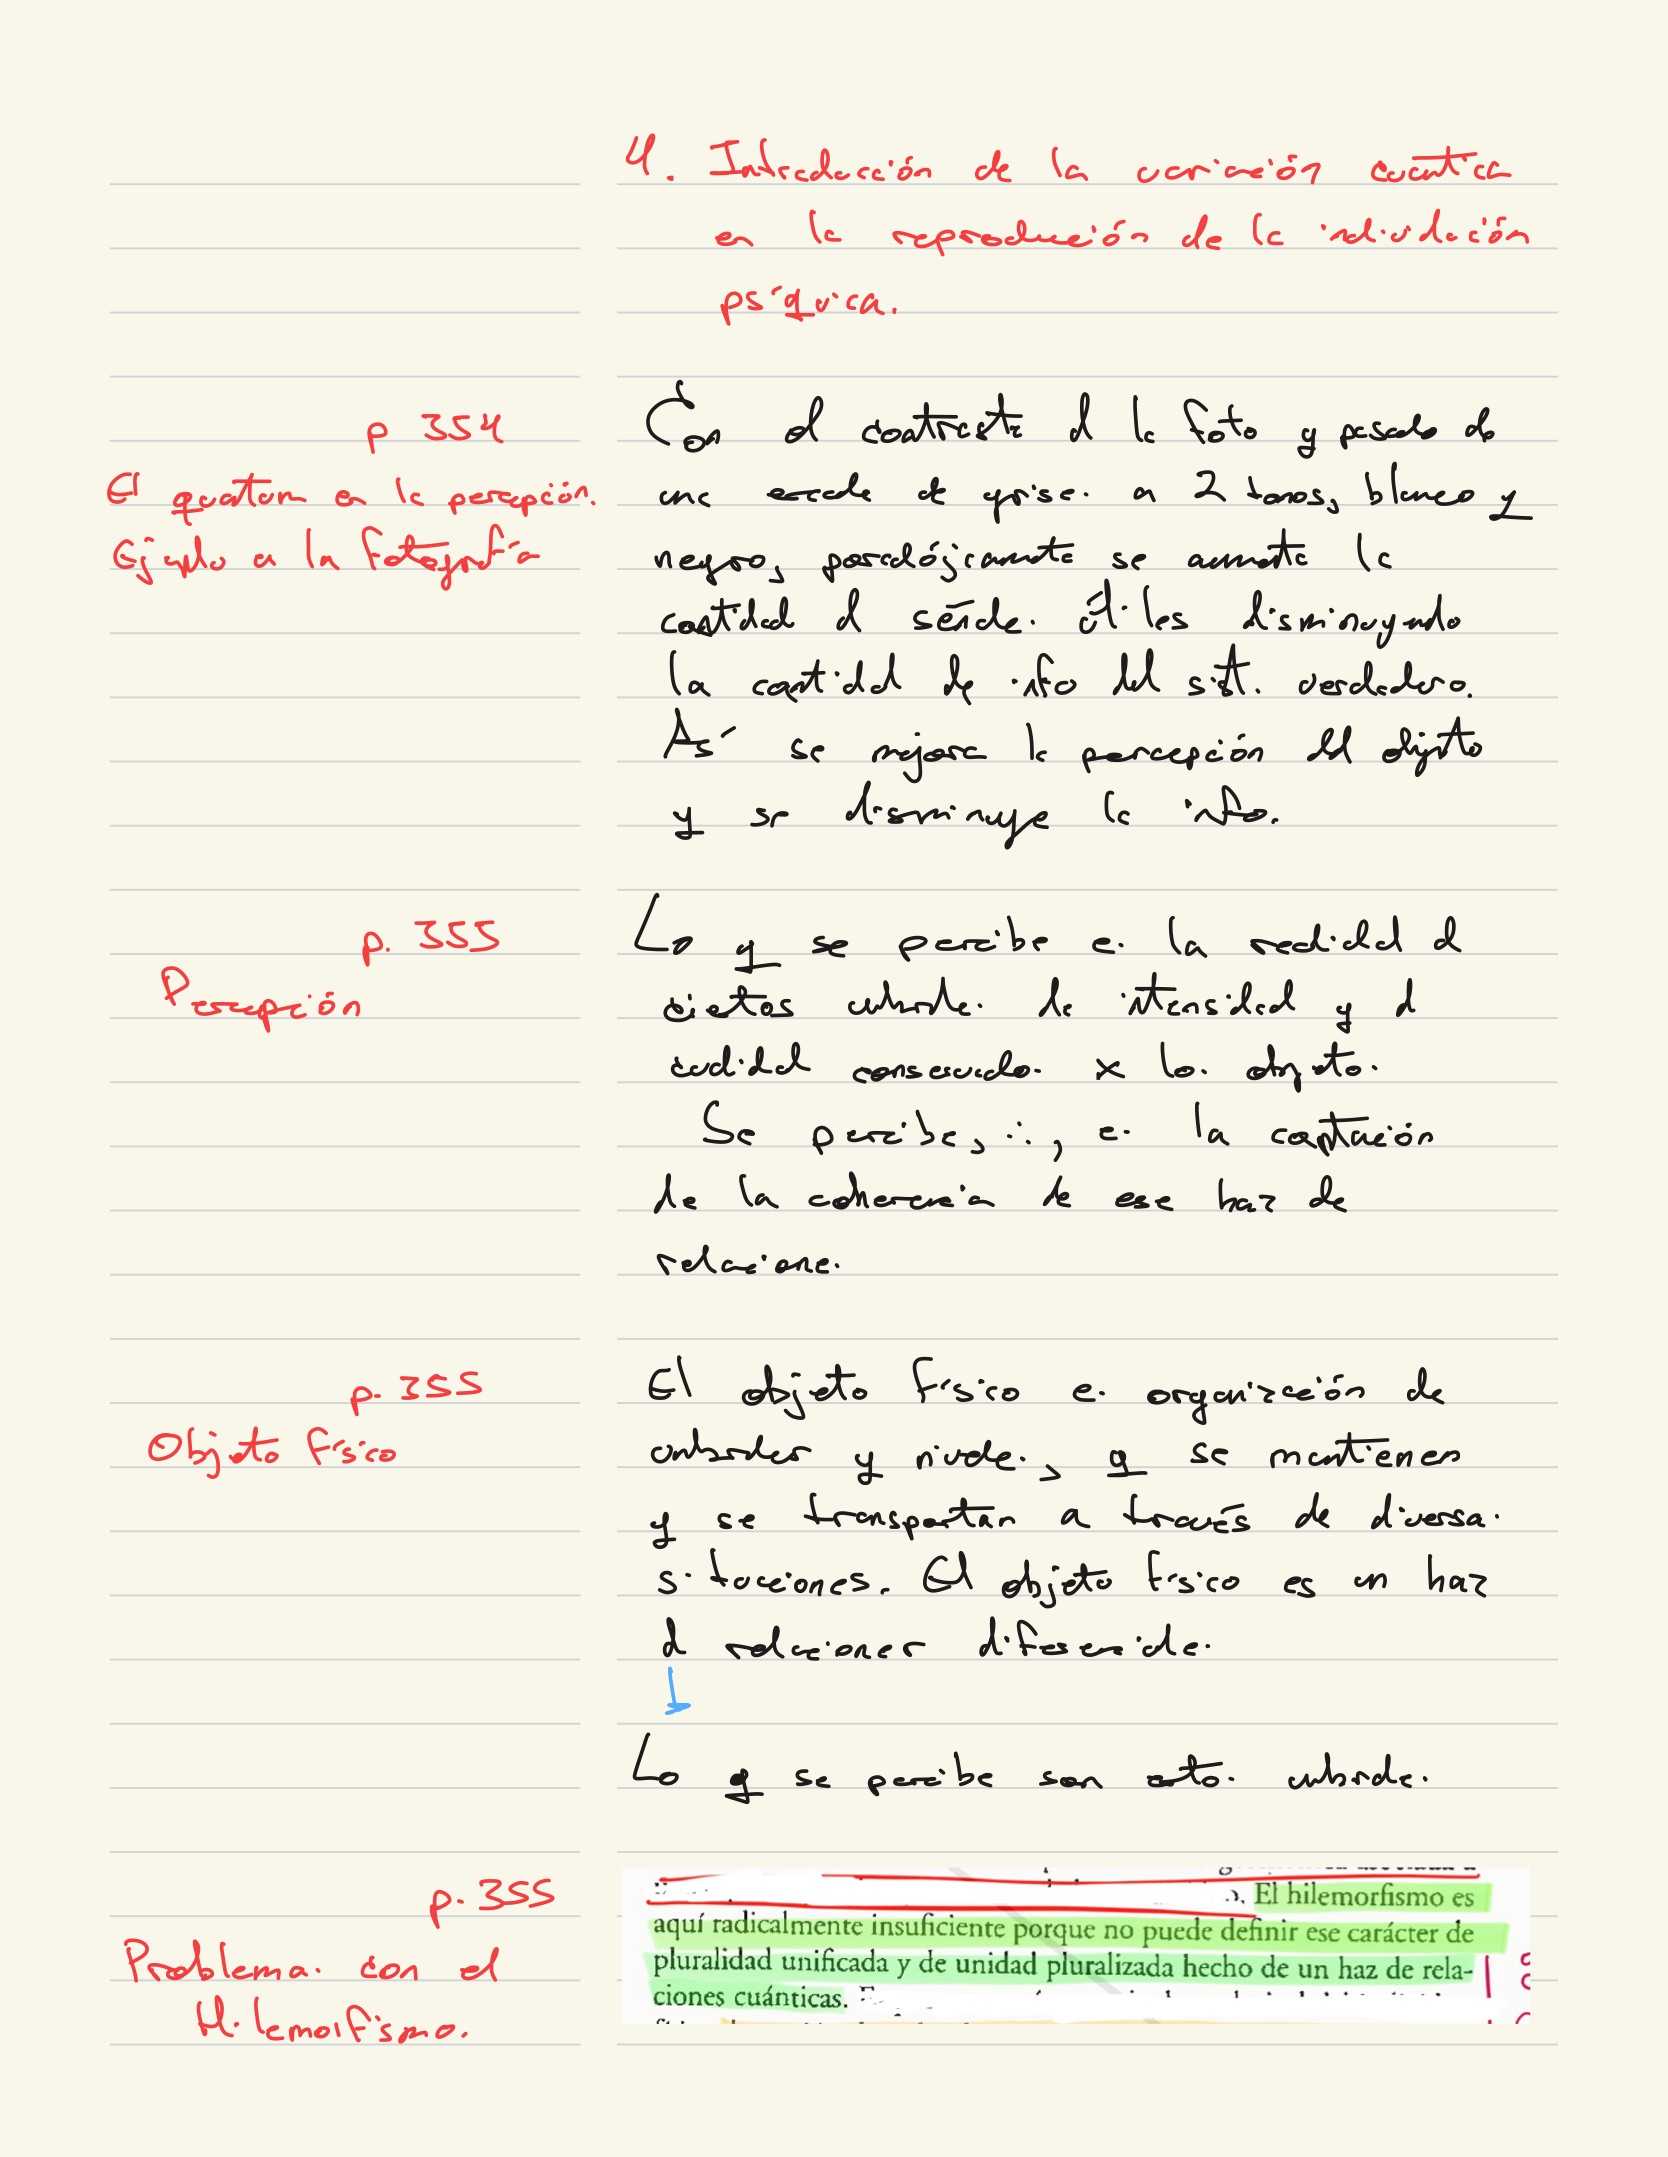 4. Introducción de la variación cuántica
en la reproducción de la individuación
psíquica.
p 354
El quantum en la percepción.
Ejemplo a la fotografía
Con el contraste d la foto y pasado de
una escala de grises a 2 tonos, blanco y
negro, paradójicamente se aumenta la
cantidad d señales útiles disminuyendo
la cantidad de info del sist. verdadero.
Así se mejora la percepción del objeto
y se disminuye la info.
p. 355
Percepción
Lo q se percibe es la realidad d
ciertos umbrales de intensidad y d
cualidad conservados x los objetos.
Se percibe, ∴, es la captación
de la coherencia de ese haz de
relaciones.
p. 355
Objeto físico
El objeto físico es organización de
umbrales y niveles, q se mantienen
y se transportan a través de diversas
situaciones. El objeto físico es un haz
d relaciones diferenciales.
Lo q se percibe son estos umbrales.
p. 355
Problemas con el
Hilemorfismo.
El hilemorfismo es
aquí radicalmente insuficiente porque no puede definir ese carácter de
pluralidad unificada y de unidad pluralizada hecho de un haz de rela-
ciones cuánticas.